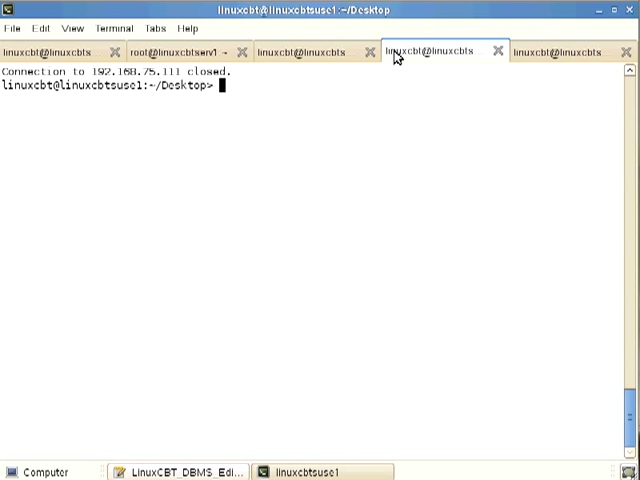 linuxcbt@linuxcbtsuse1:~/Desktop
File Edit View Terminal Tabs Help
linuxcbt@linuxcbts root@linuxcbtserv1 ~ linuxcbt@linuxcbts linuxcbt@linuxcbts linuxcbt@linuxcbts
Connection to 192.168.75.111 closed.
linuxcbt@linuxcbtsuse1:~/Desktop>
Computer LinuxCBT_DBMS_Edi... linuxcbtsuse1